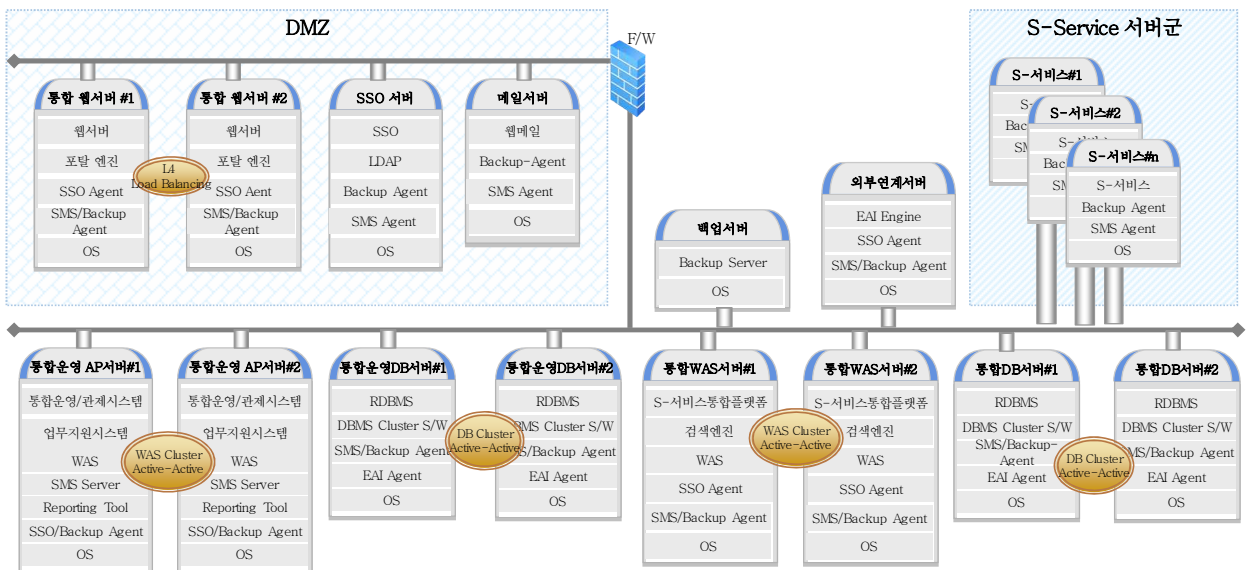 DMZ
F/W
S-Service 서버군
통합 웹서버 #1
웹서버
포탈 엔진
SSO Agent
SMS/Backup
Agent
OS
L4
Load Balancing
통합 웹서버 #2
웹서버
포탈 엔진
SSO Aent
SMS/Backup
Agent
OS
SSO 서버
SSO
LDAP
Backup Agent
SMS Agent
OS
메일서버
웹메일
Backup-Agent
SMS Agent
OS
백업서버
Backup Server
OS
외부연계서버
EAI Engine
SSO Agent
SMS/Backup Agent
OS
S-서비스#1
S-서비스#2
S-서비스#n
S-서비스
Backup Agent
SMS Agent
OS
통합운영 AP서버#1
통합운영/관제시스템
업무지원시스템
WAS
SMS Server
Reporting Tool
SSO/Backup Agent
OS
WAS Cluster
Active-Active
통합운영 AP서버#2
통합운영/관제시스템
업무지원시스템
WAS
SMS Server
Reporting Tool
SSO/Backup Agent
OS
통합운영DB서버#1
RDBMS
DBMS Cluster S/W
SMS/Backup Agent
EAI Agent
OS
DB Cluster
Active-Active
통합운영DB서버#2
RDBMS
DBMS Cluster S/W
SMS/Backup Agent
EAI Agent
OS
통합WAS서버#1
S-서비스통합플랫폼
검색엔진
WAS
SSO Agent
SMS/Backup Agent
OS
WAS Cluster
Active-Active
통합WAS서버#2
S-서비스통합플랫폼
검색엔진
WAS
SSO Agent
SMS/Backup Agent
OS
통합DB서버#1
RDBMS
DBMS Cluster S/W
SMS/Backup-
Agent
EAI Agent
OS
DB Cluster
Active-Active
통합DB서버#2
RDBMS
DBMS Cluster S/W
SMS/Backup Agent
EAI Agent
OS